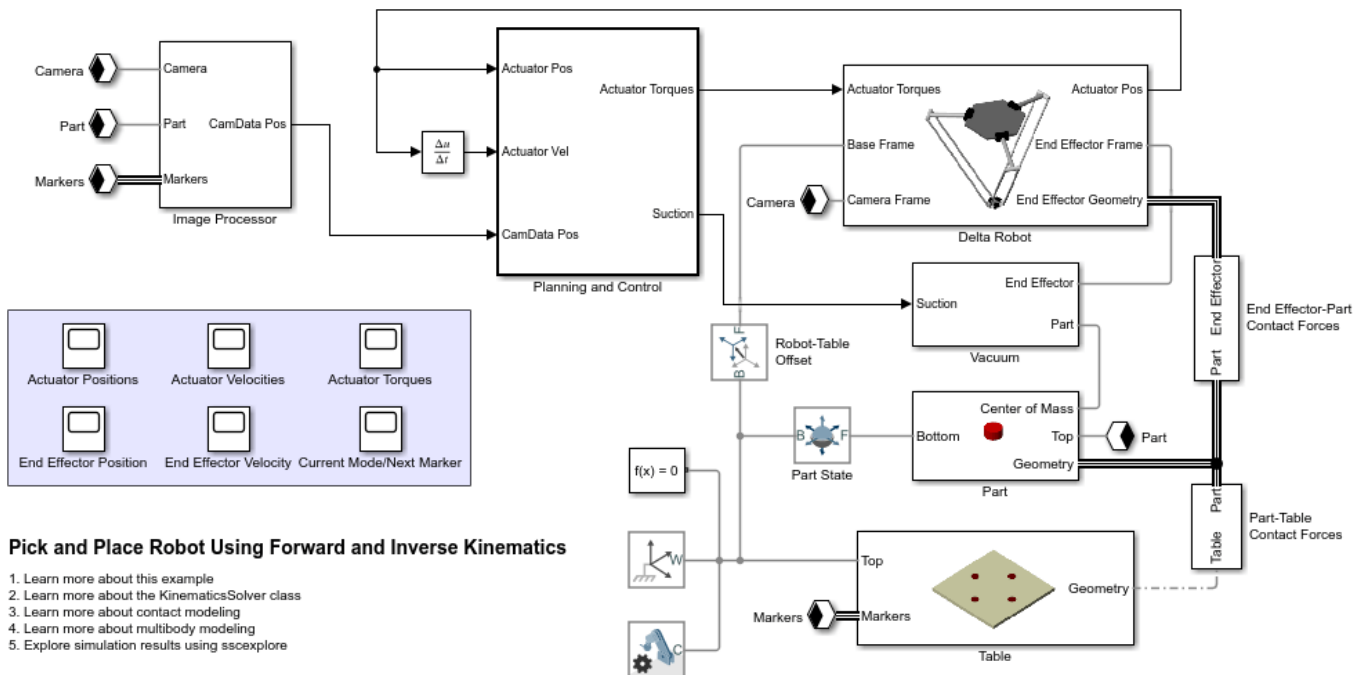 Camera
Part
Markers
Camera
Part
Markers
CamData Pos
Image Processor
Δu
Δt
Actuator Pos
Actuator Vel
CamData Pos
Actuator Torques
Suction
Planning and Control
Actuator Torques
Base Frame
Camera Frame
Camera
Actuator Pos
End Effector Frame
End Effector Geometry
Delta Robot
Suction
End Effector
Part
Vacuum
End Effector
Part
End Effector-Part
Contact Forces
F
B
Robot-Table
Offset
B
F
Part State
Bottom
Center of Mass
Top
Geometry
Part
Part
Part
Table
Part-Table
Contact Forces
f(x) = 0
W
C
Top
Markers
Markers
Geometry
Table
Actuator Positions
Actuator Velocities
Actuator Torques
End Effector Position
End Effector Velocity
Current Mode/Next Marker
Pick and Place Robot Using Forward and Inverse Kinematics
1. Learn more about this example
2. Learn more about the KinematicsSolver class
3. Learn more about contact modeling
4. Learn more about multibody modeling
5. Explore simulation results using sscexplore